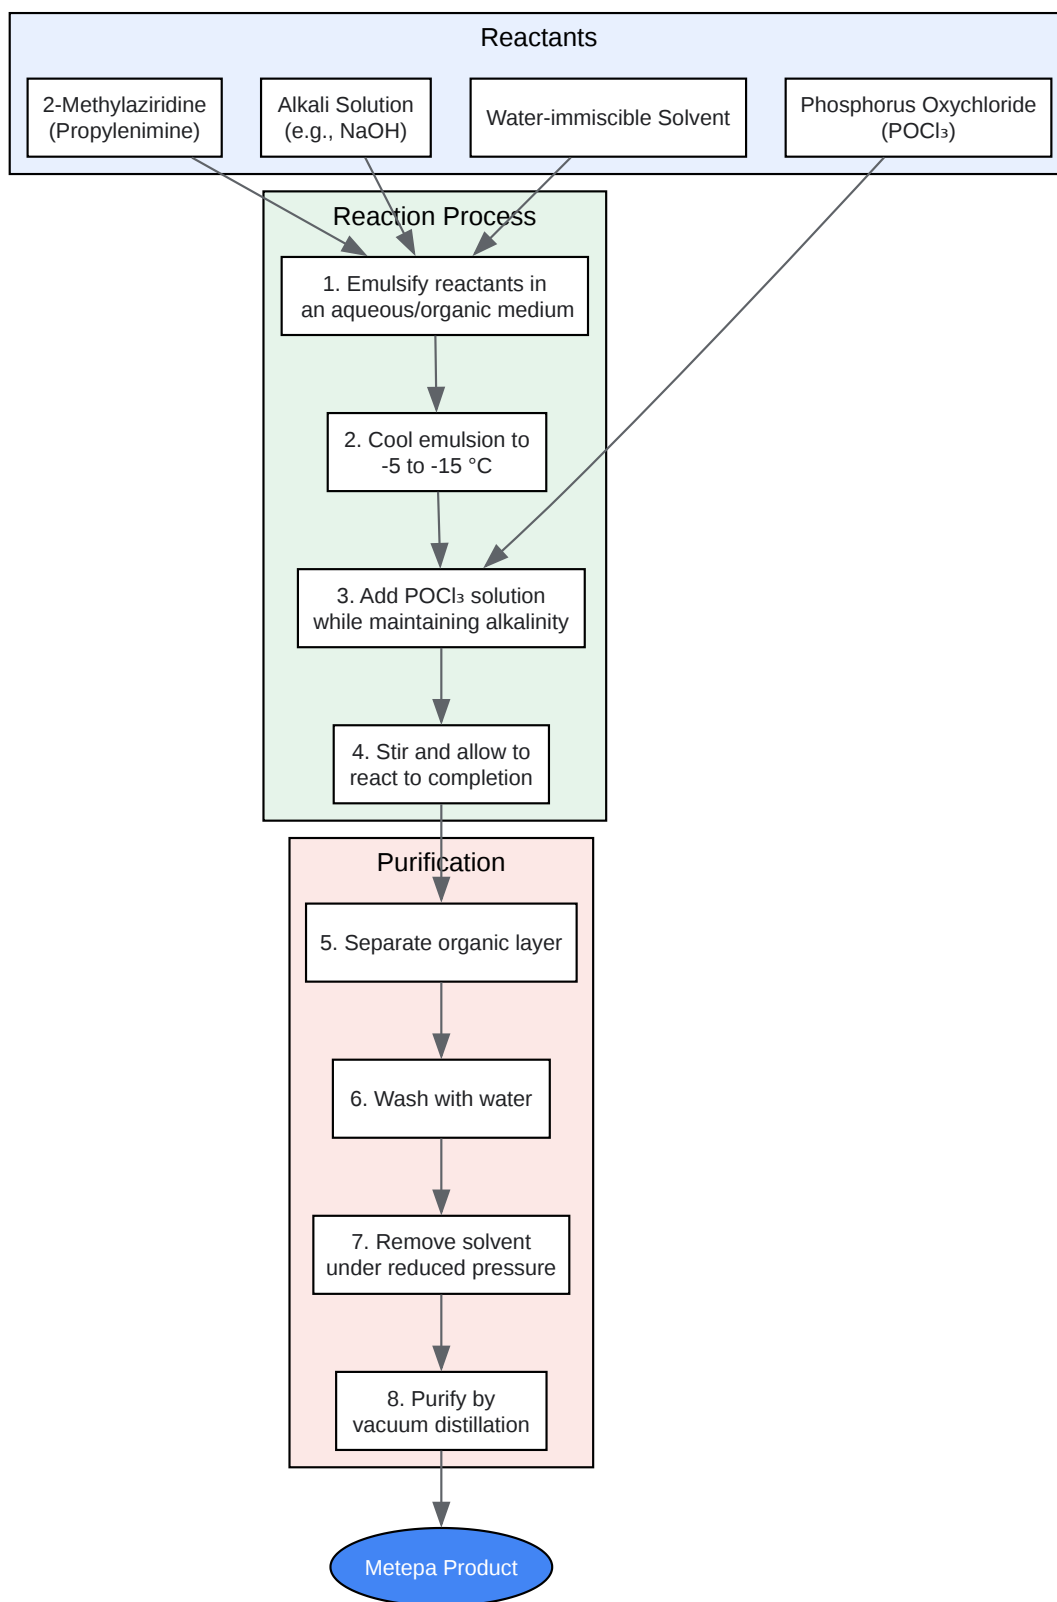 Reactants
2-Methylaziridine
(Propylenimine)
Alkali Solution
(e.g., NaOH)
Water-immiscible Solvent
Phosphorus Oxychloride
(POCl₃)
Reaction Process
1. Emulsify reactants in
an aqueous/organic medium
2. Cool emulsion to
-5 to -15 °C
3. Add POCl₃ solution
while maintaining alkalinity
4. Stir and allow to
react to completion
Purification
5. Separate organic layer
6. Wash with water
7. Remove solvent
under reduced pressure
8. Purify by
vacuum distillation
Metepa Product